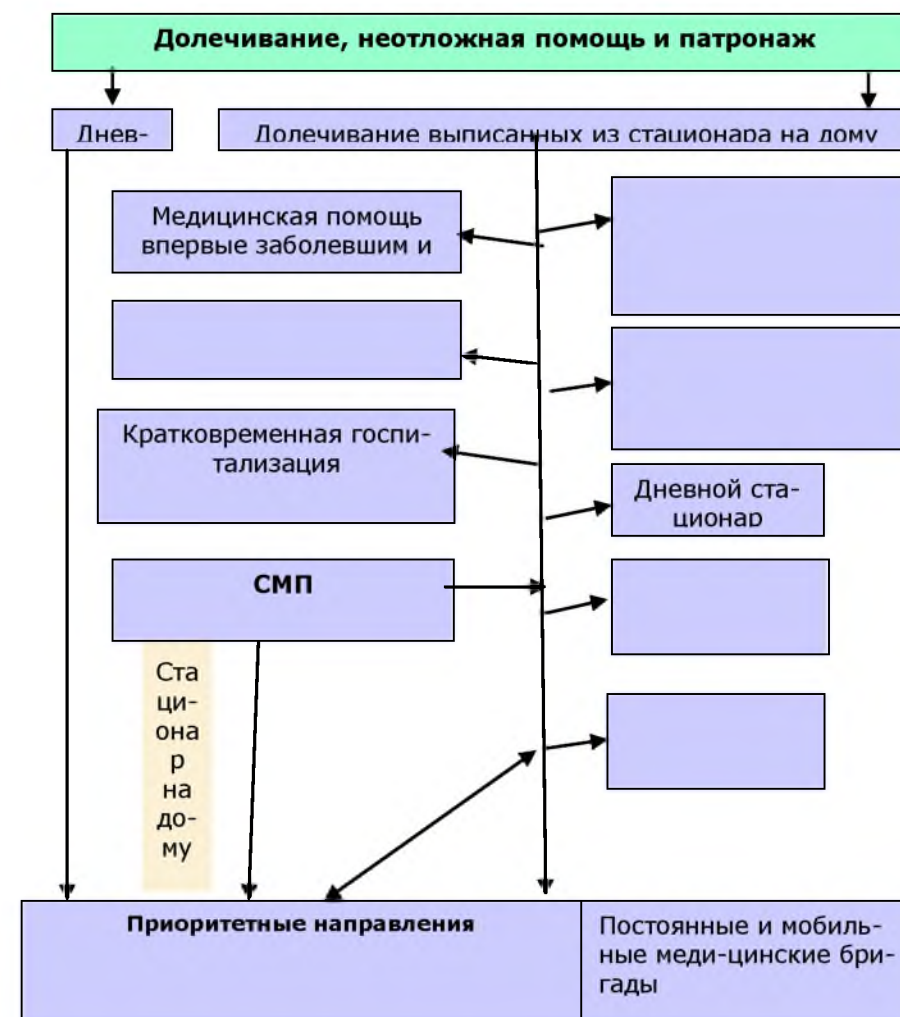 Долечивание, неотложная помощь и патронаж
Днев-
Долечивание выписанных из стационара на дому
Медицинская помощь
впервые заболевшим и
Кратковременная госпи-
тализация
Дневной ста-
ционар
СМП
Ста
ци-
она
р
на
до-
му
Приоритетные направления
Постоянные и мобиль-
ные меди-цинские бри-
гады